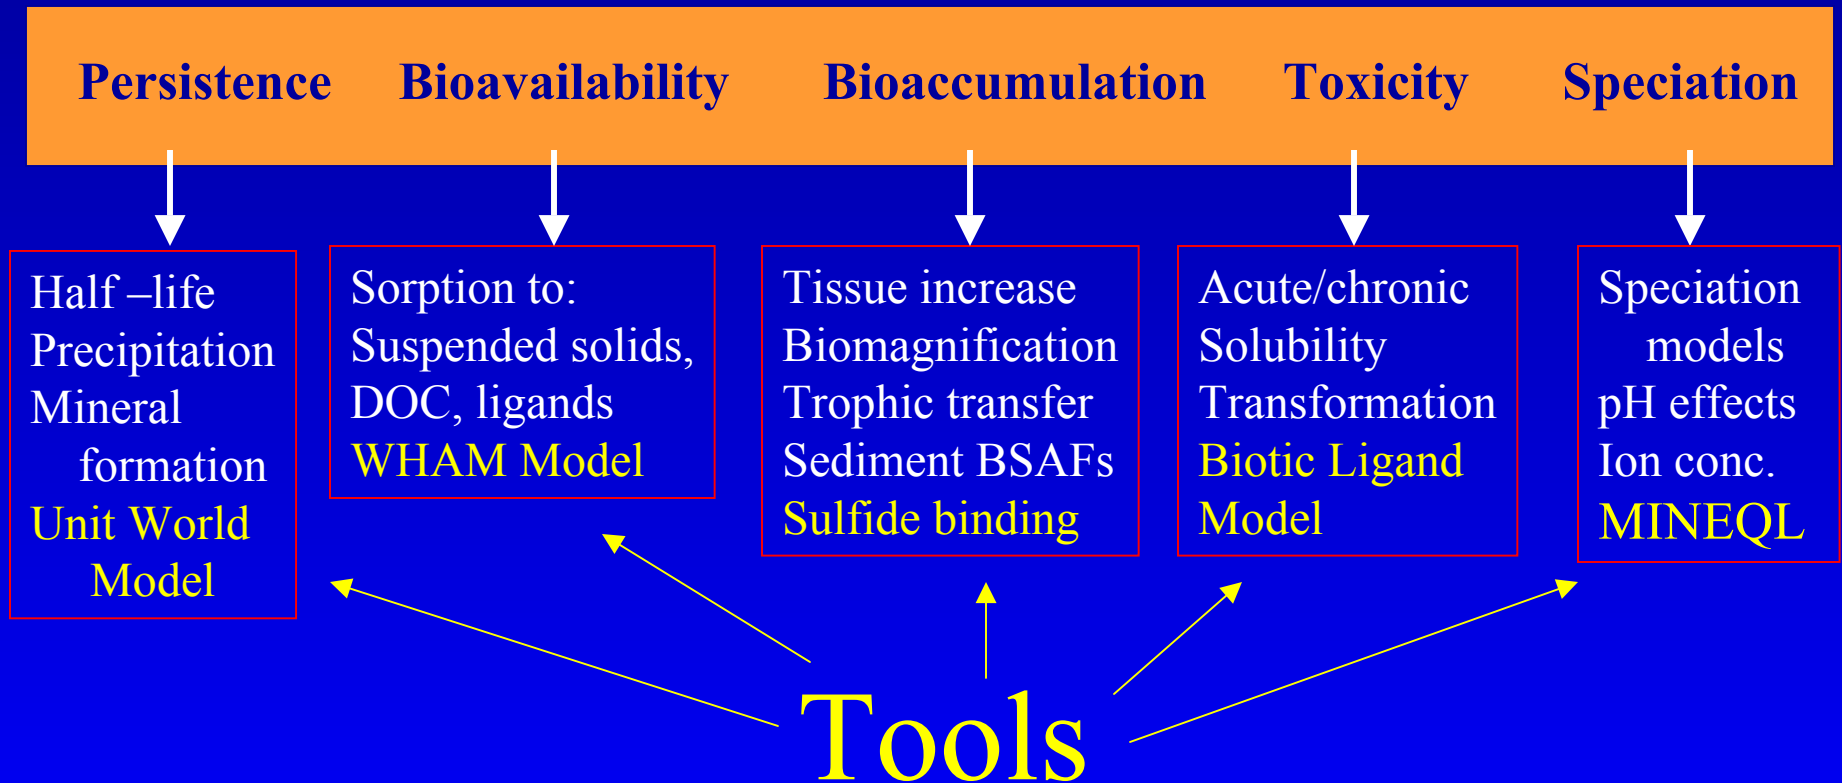 Persistence Bioavailability Bioaccumulation Toxicity Speciation
Half –life
Precipitation
Mineral
formation
Unit World
Model
Sorption to:
Suspended solids,
DOC, ligands
WHAM Model
Tissue increase
Biomagnification
Trophic transfer
Sediment BSAFs
Sulfide binding
Acute/chronic
Solubility
Transformation
Biotic Ligand
Model
Speciation
models
pH effects
Ion conc.
MINEQL
Tools